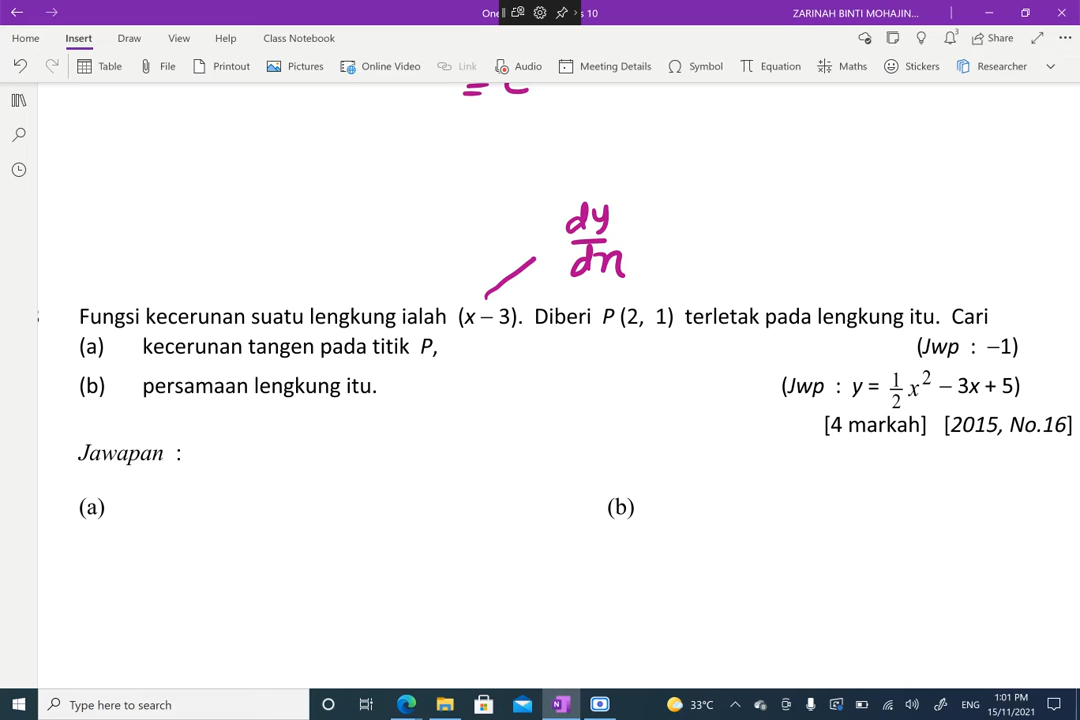 One
s 10
ZARINAH BINTI MOHAJIN...
Home Insert Draw View Help Class Notebook Share
Table File Printout Pictures Online Video Link Audio Meeting Details Symbol Equation Maths Stickers Researcher
= c
dy
dx
Fungsi kecerunan suatu lengkung ialah (x – 3). Diberi P (2, 1) terletak pada lengkung itu. Cari
(a) kecerunan tangen pada titik P, (Jwp : –1)
(b) persamaan lengkung itu. (Jwp : y = 1/2 x² – 3x + 5)
[4 markah] [2015, No.16]
Jawapan :
(a) (b)
Type here to search
33°C
ENG
1:01 PM
15/11/2021